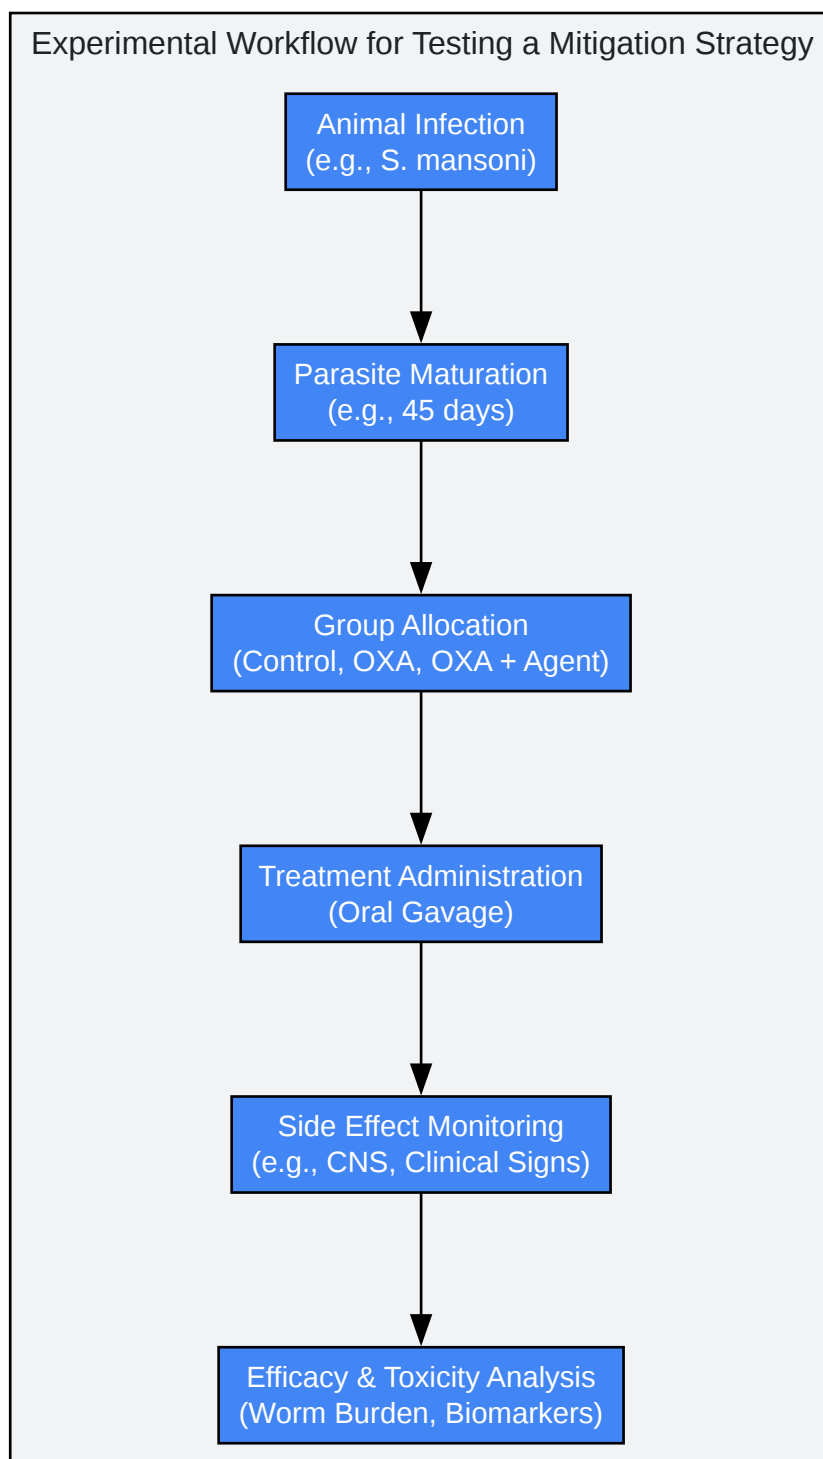 Experimental Workflow for Testing a Mitigation Strategy
Animal Infection
(e.g., S. mansoni)
Parasite Maturation
(e.g., 45 days)
Group Allocation
(Control, OXA, OXA + Agent)
Treatment Administration
(Oral Gavage)
Side Effect Monitoring
(e.g., CNS, Clinical Signs)
Efficacy & Toxicity Analysis
(Worm Burden, Biomarkers)